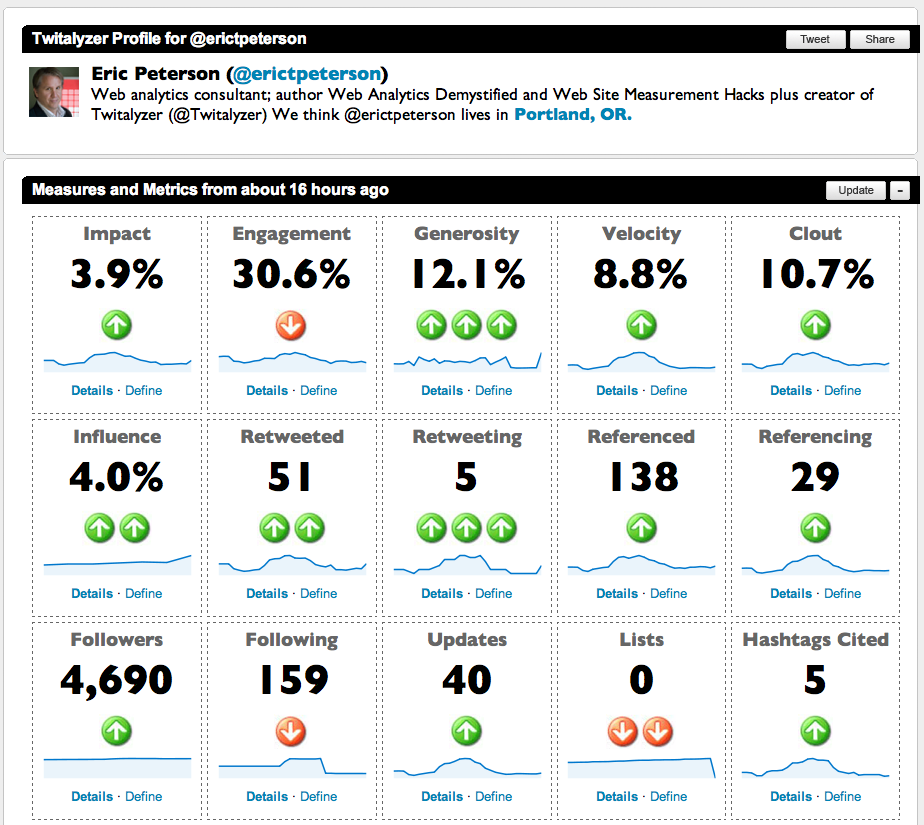 Twitalyzer Profile for @erictpeterson
Tweet
Share
Eric Peterson (@erictpeterson)
Web analytics consultant; author Web Analytics Demystified and Web Site Measurement Hacks plus creator of
Twitalyzer (@Twitalyzer) We think @erictpeterson lives in Portland, OR.
Measures and Metrics from about 16 hours ago
Update
-
Impact
3.9%
Details · Define
Engagement
30.6%
Details · Define
Generosity
12.1%
Details · Define
Velocity
8.8%
Details · Define
Clout
10.7%
Details · Define
Influence
4.0%
Details · Define
Retweeted
51
Details · Define
Retweeting
5
Details · Define
Referenced
138
Details · Define
Referencing
29
Details · Define
Followers
4,690
Details · Define
Following
159
Details · Define
Updates
40
Details · Define
Lists
0
Details · Define
Hashtags Cited
5
Details · Define